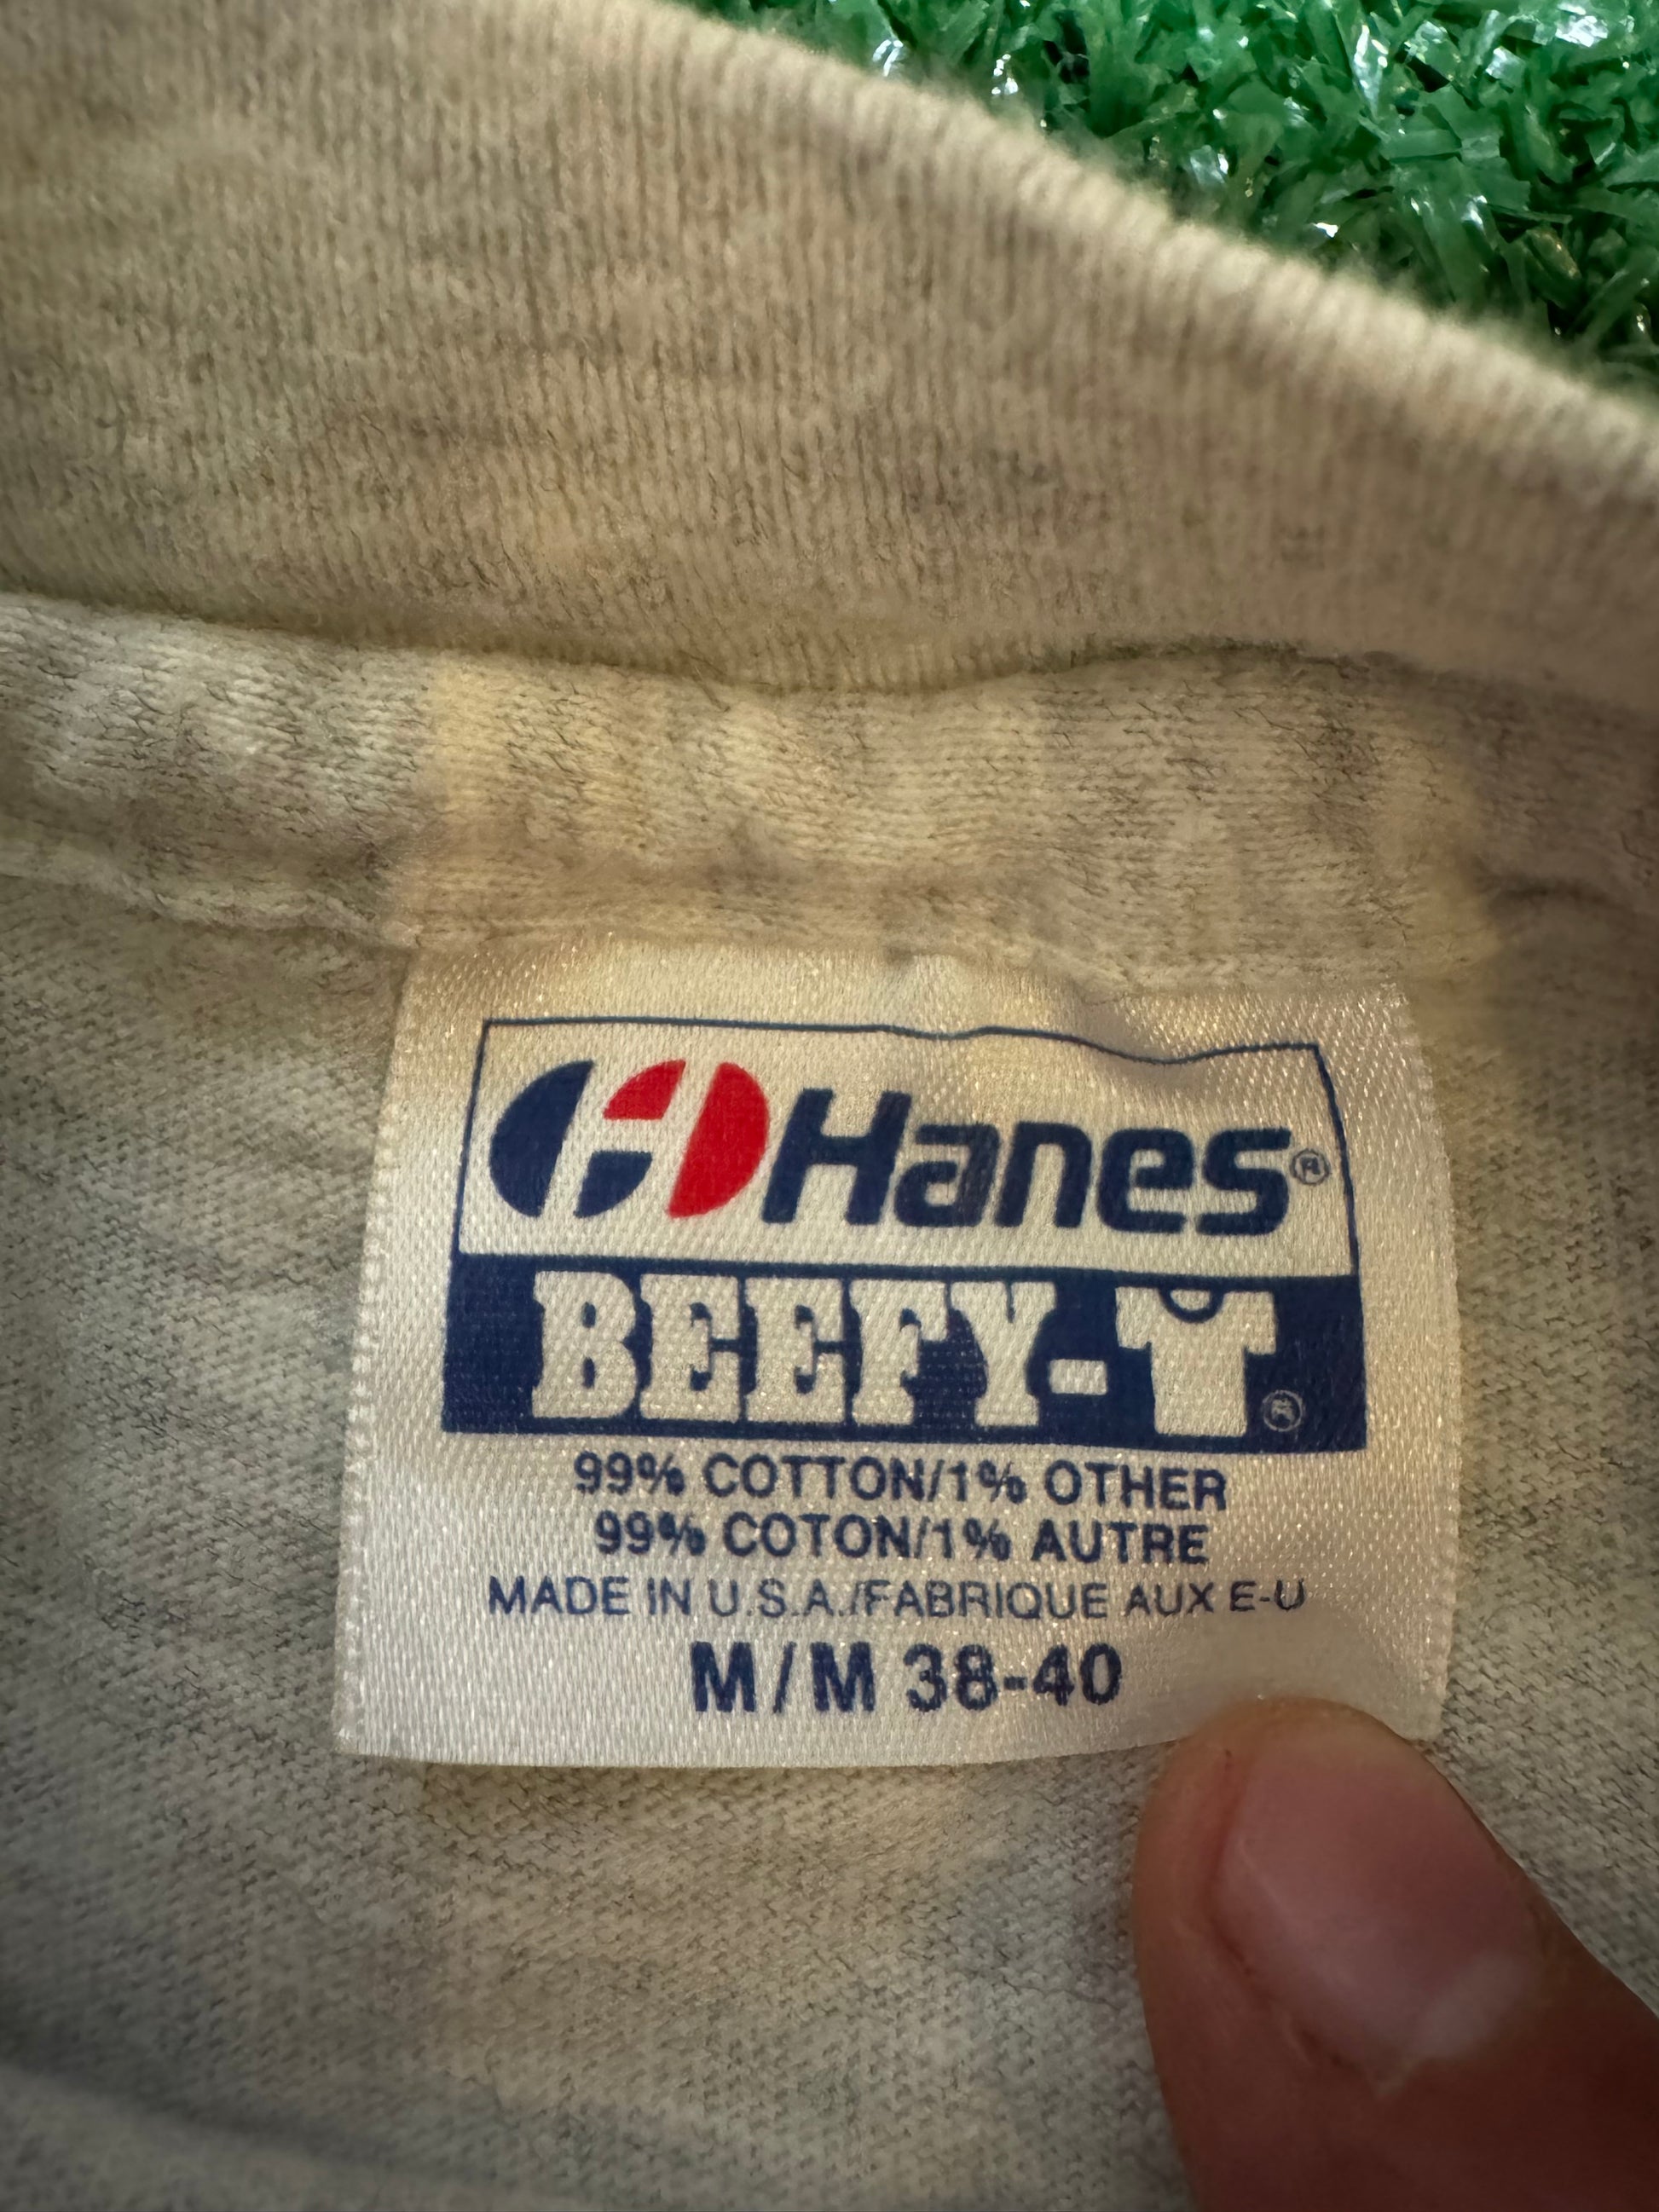 Hanes®
BEEFY-T®
99% COTTON/1% OTHER
99% COTON/1% AUTRE
MADE IN U.S.A./FABRIQUE AUX E-U
M/M 38-40